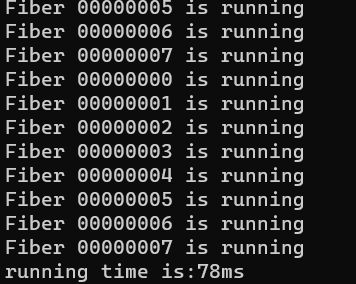 Fiber 00000005 is running
Fiber 00000006 is running
Fiber 00000007 is running
Fiber 00000000 is running
Fiber 00000001 is running
Fiber 00000002 is running
Fiber 00000003 is running
Fiber 00000004 is running
Fiber 00000005 is running
Fiber 00000006 is running
Fiber 00000007 is running
running time is:78ms